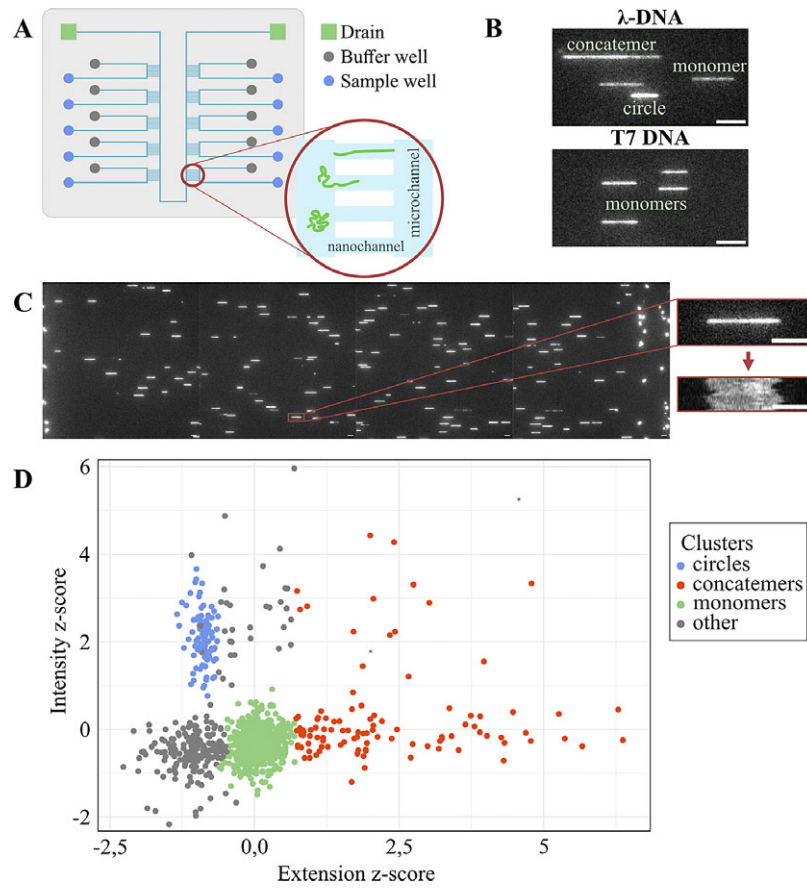 A
Drain
Buffer well
Sample well
nanochannel
microchannel
B
λ-DNA
concatemer
monomer
circle
T7 DNA
monomers
C
D
Intensity z-score
6
4
2
0
-2
-2,5
0,0
2,5
5
Extension z-score
Clusters
circles
concatemers
monomers
other